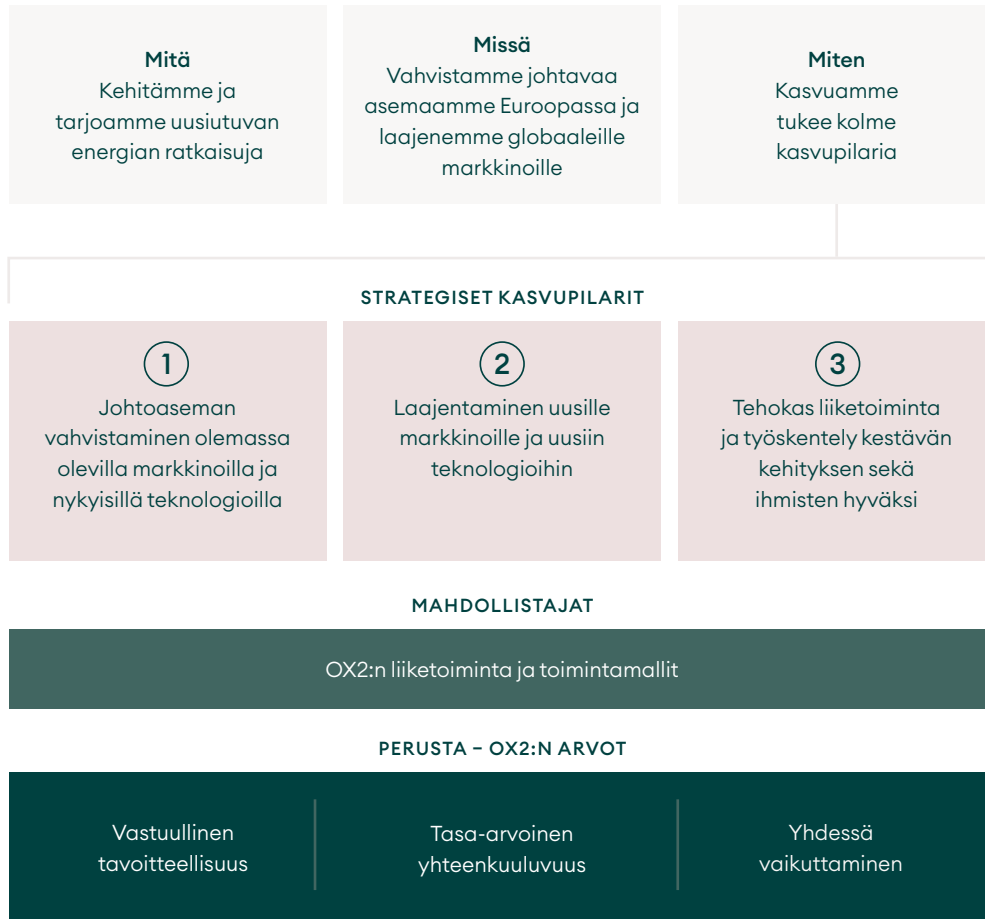 Mitä
Kehitämme ja
tarjoamme uusiutuvan
energian ratkaisuja
Missä
Vahvistamme johtavaa
asemaamme Euroopassa ja
laajenemme globaaleille
markkinoille
Miten
Kasvuamme
tukee kolme
kasvupilaria
STRATEGISET KASVUPILARIT
1
Johtoaseman
vahvistaminen olemassa
olevilla markkinoilla ja
nykyisillä teknologioilla
2
Laajentaminen uusille
markkinoille ja uusiin
teknologioihin
3
Tehokas liiketoiminta
ja työskentely kestävän
kehityksen sekä
ihmisten hyväksi
MAHDOLLISTAJAT
OX2:n liiketoiminta ja toimintamallit
PERUSTA – OX2:N ARVOT
Vastuullinen
tavoitteellisuus
Tasa-arvoinen
yhteenkuuluvuus
Yhdessä
vaikuttaminen